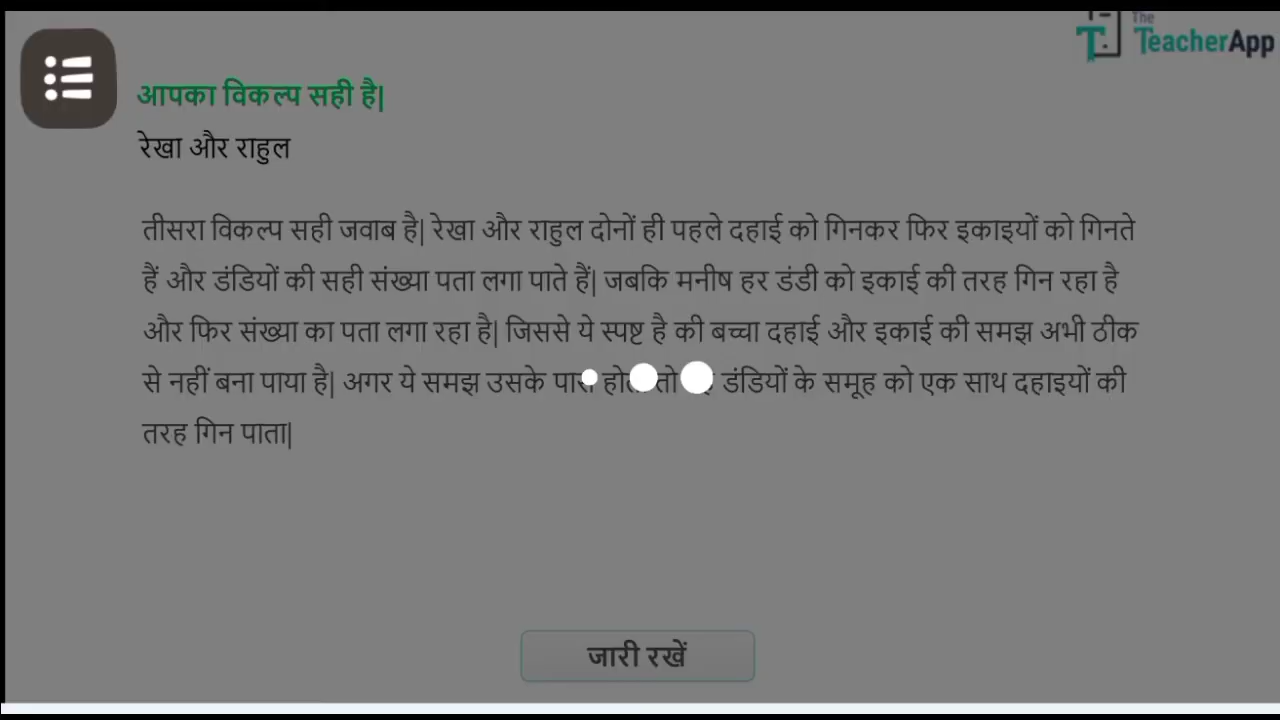 The
TeacherApp
आपका विकल्प सही है|
रेखा और राहुल
तीसरा विकल्प सही जवाब है| रेखा और राहुल दोनों ही पहले दहाई को गिनकर फिर इकाइयों को गिनते
हैं और डंडियों की सही संख्या पता लगा पाते हैं| जबकि मनीष हर डंडी को इकाई की तरह गिन रहा है
और फिर संख्या का पता लगा रहा है| जिससे ये स्पष्ट है की बच्चा दहाई और इकाई की समझ अभी ठीक
से नहीं बना पाया है| अगर ये समझ उसके तो डंडियों के समूह को एक साथ दहाइयों की
तरह गिन पाता|
जारी रखें